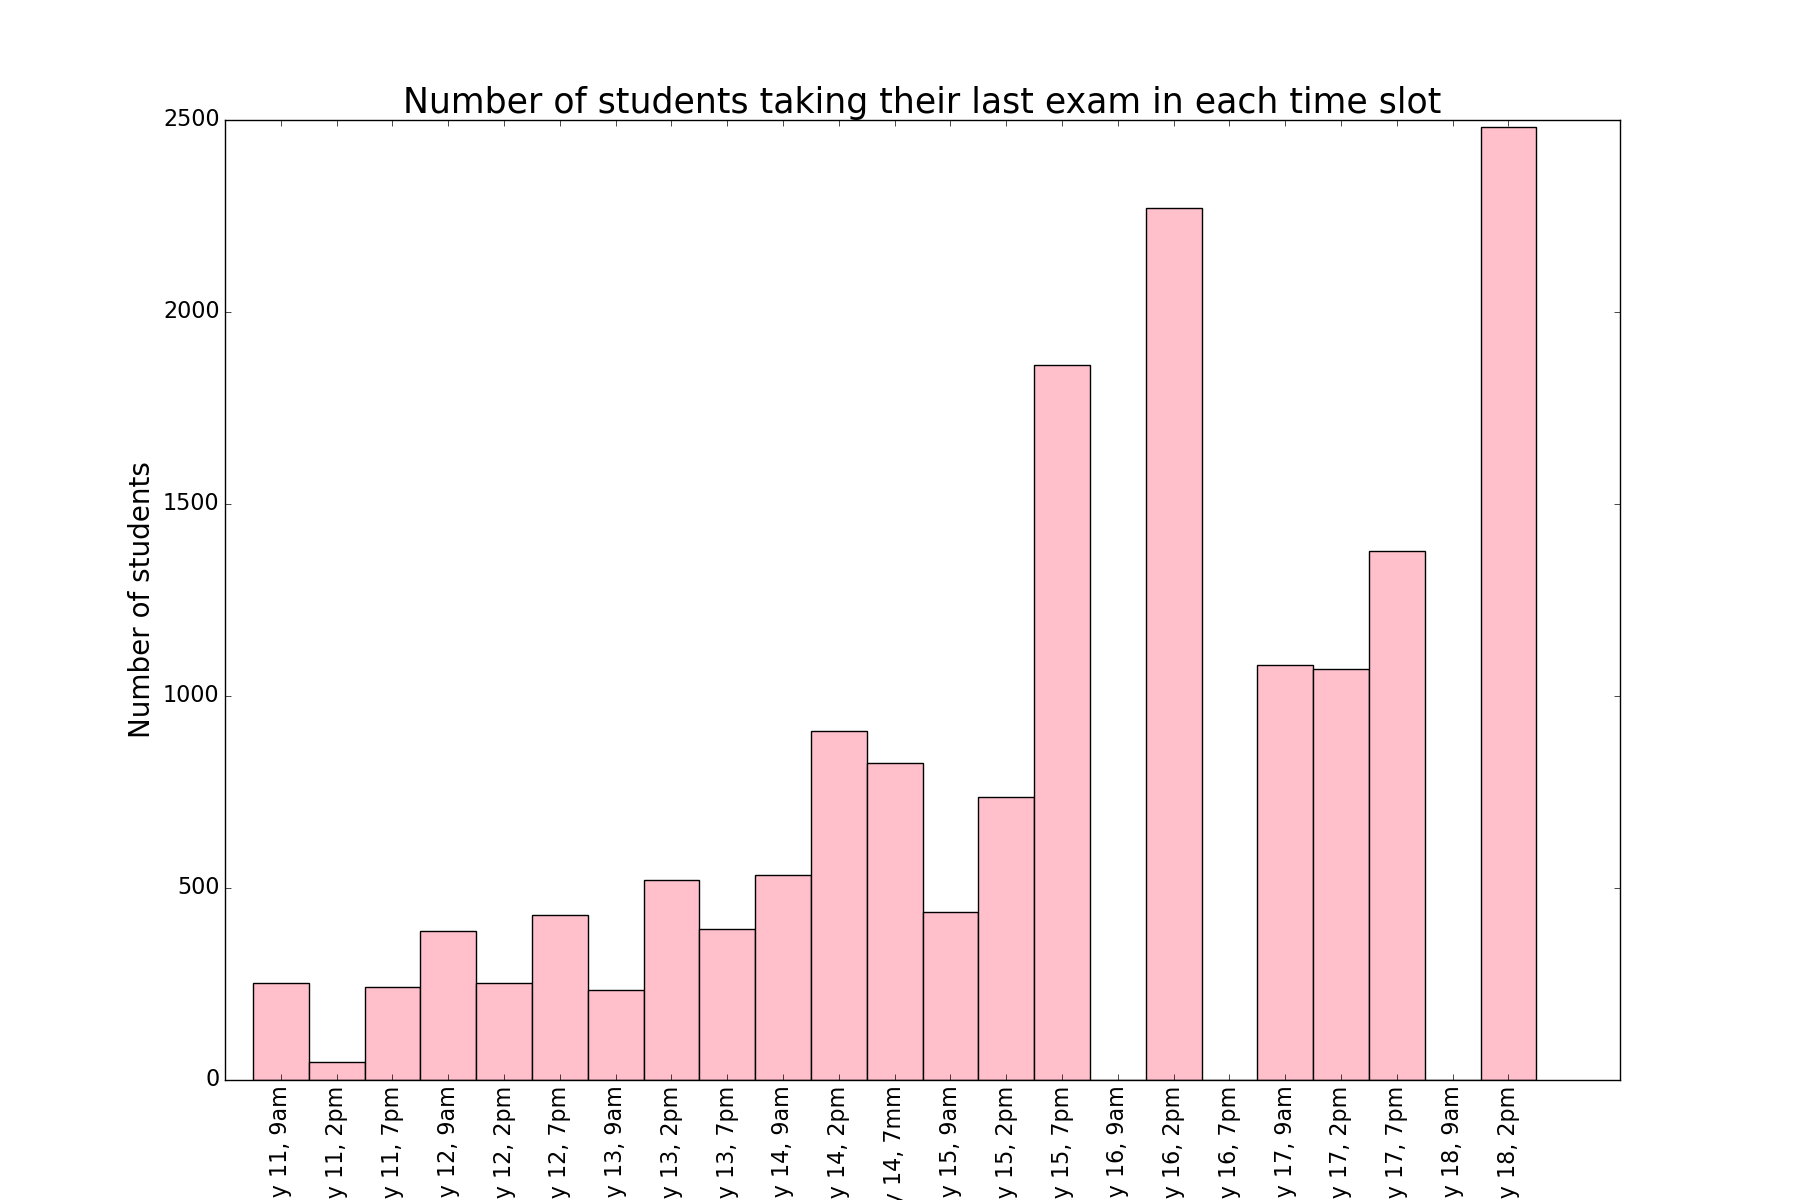 Number of students taking their last exam in each time slot
Number of students
2500
2000
1500
1000
500
0
y 11, 9am
y 11, 2pm
y 11, 7pm
y 12, 9am
y 12, 2pm
y 12, 7pm
y 13, 9am
y 13, 2pm
y 13, 7pm
y 14, 9am
y 14, 2pm
y 14, 7mm
y 15, 9am
y 15, 2pm
y 15, 7pm
y 16, 9am
y 16, 2pm
y 16, 7pm
y 17, 9am
y 17, 2pm
y 17, 7pm
y 18, 9am
y 18, 2pm